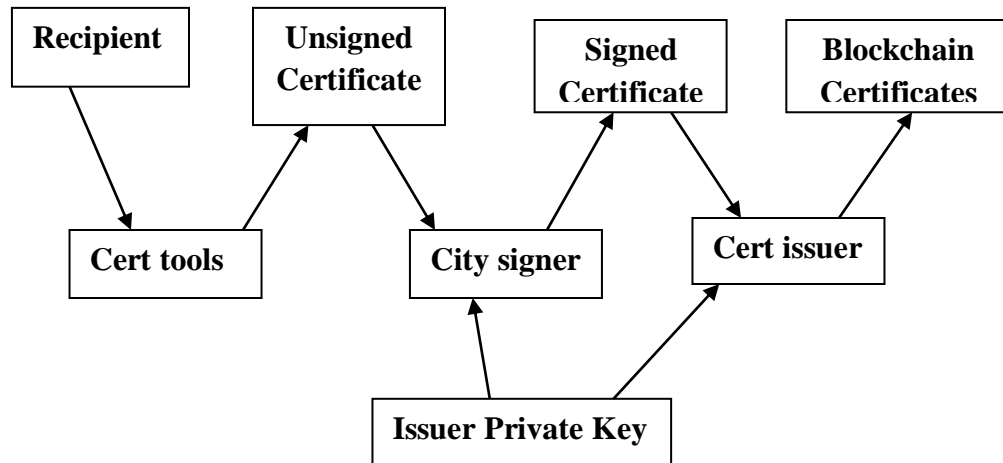 Recipient
Unsigned
Certificate
Signed
Certificate
Blockchain
Certificates
Cert tools
City signer
Cert issuer
Issuer Private Key